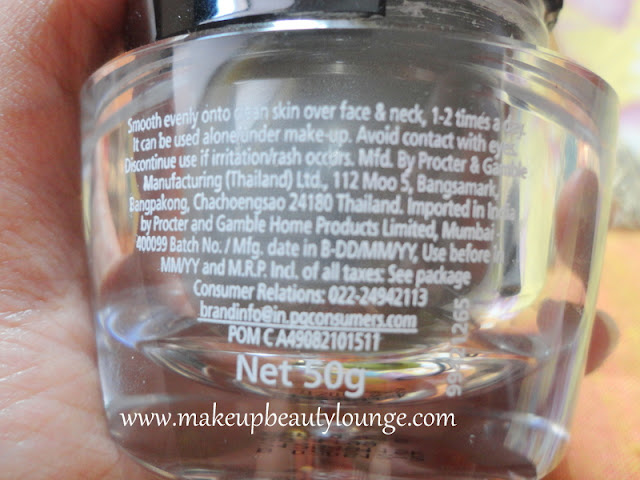 Smooth evenly onto clean skin over face & neck, 1-2 times a day.
It can be used alone/under make-up. Avoid contact with eyes.
Discontinue use if irritation/rash occurs. Mfd. By Procter & Gamble
Manufacturing (Thailand) Ltd., 112 Moo 5, Bangsamark,
Bangpakong, Chachoengsao 24180 Thailand. Imported in India
by Procter and Gamble Home Products Limited, Mumbai
400099 Batch No. / Mfg. date in B-DD/MM/YY, Use before in
MM/YY and M.R.P. Incl. of all taxes: See package
Consumer Relations: 022-24942113
brandinfo@in.pgconsumers.com
POM C A49082101511
Net 50g
www.makeupbeautylounge.com